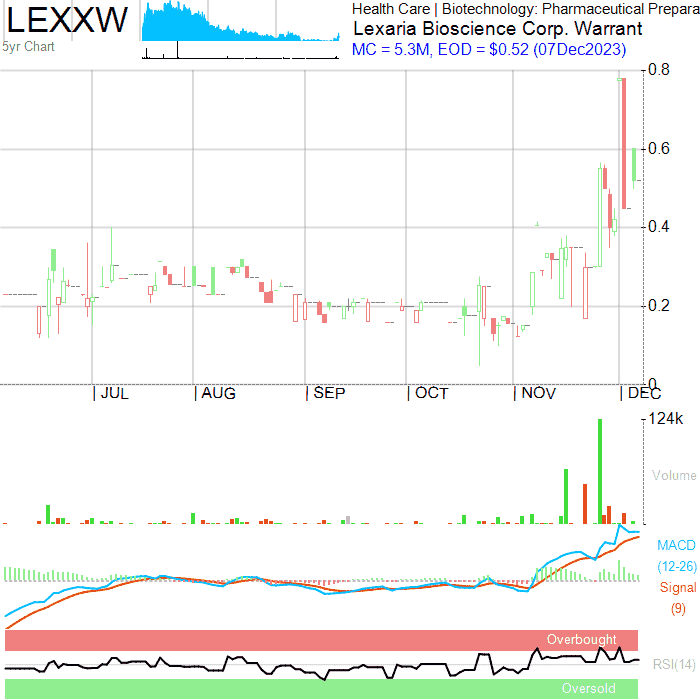 LEXXW
5yr Chart
Health Care | Biotechnology: Pharmaceutical Prepara
Lexaria Bioscience Corp. Warrant
MC = 5.3M, EOD = $0.52 (07Dec2023)
0.8
0.6
0.4
0.2
0
JUL
AUG
SEP
OCT
NOV
DEC
124k
Volume
MACD
(12-26)
Signal
(9)
Overbought
RSI(14)
Oversold